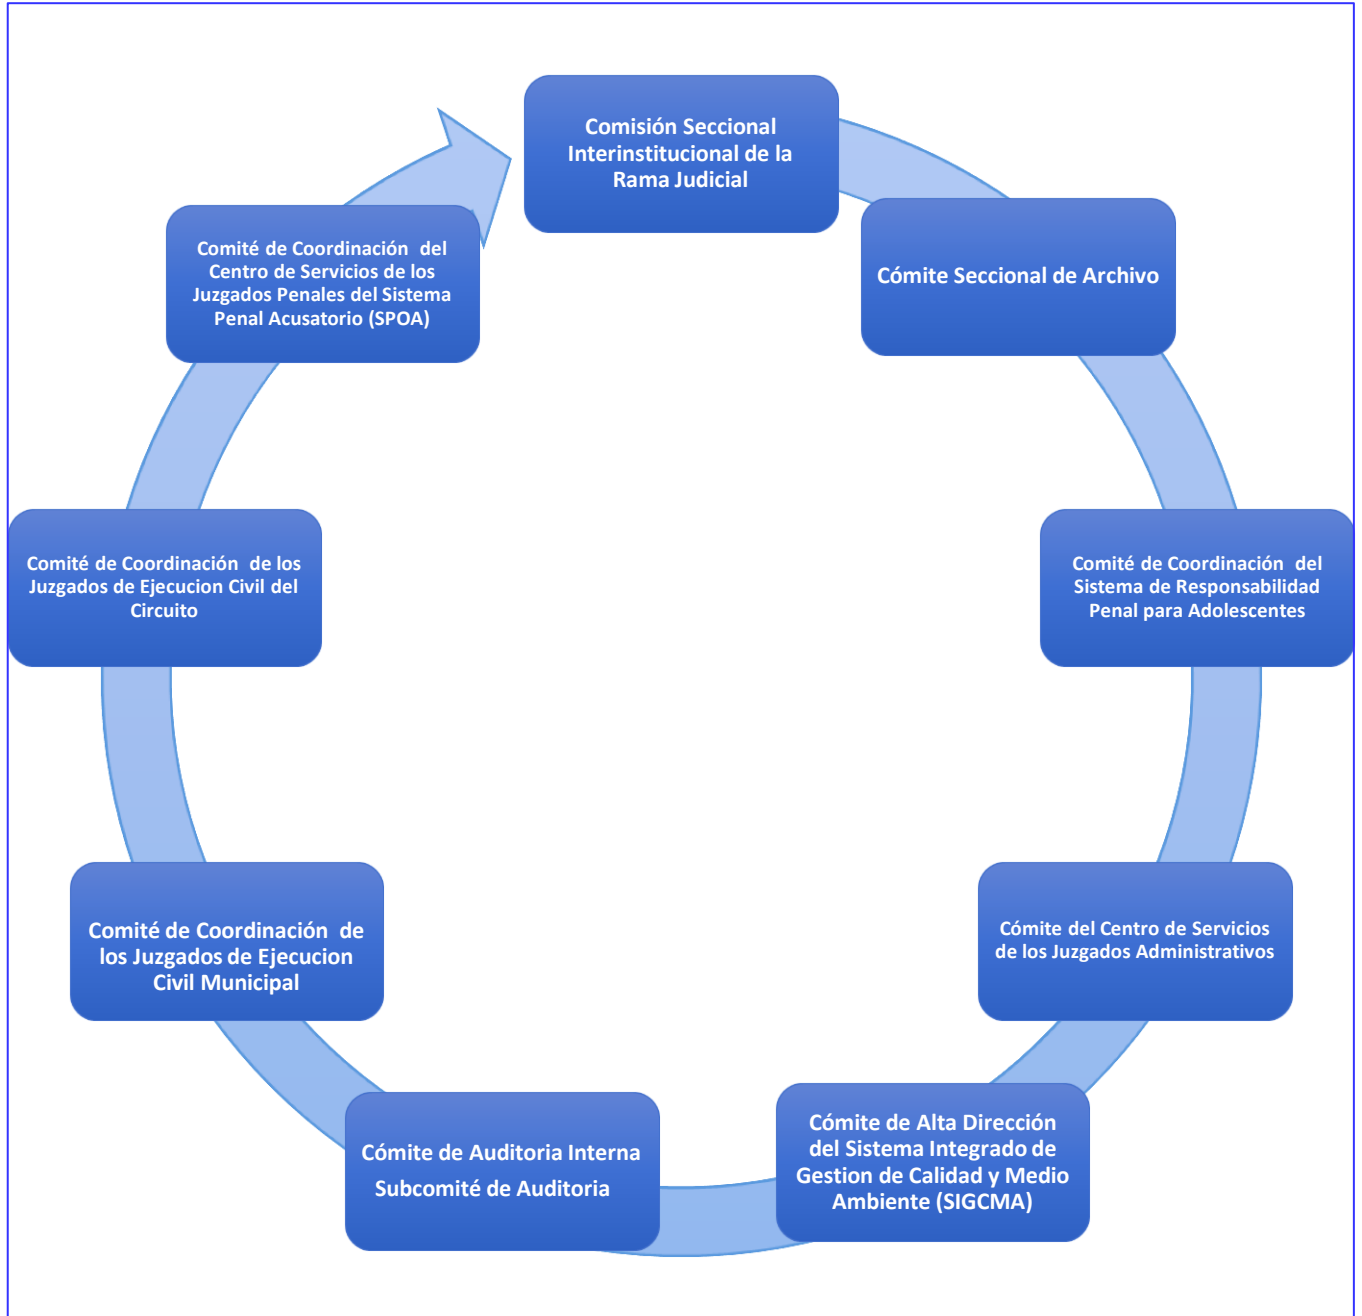 Comisión Seccional
Interinstitucional de la
Rama Judicial
Cómite Seccional de Archivo
Comité de Coordinación  del
Sistema de Responsabilidad
Penal para Adolescentes
Cómite del Centro de Servicios
de los Juzgados Administrativos
Cómite de Alta Dirección
del Sistema Integrado de
Gestion de Calidad y Medio
Ambiente (SIGCMA)
Cómite de Auditoria Interna
Subcomité de Auditoria
Comité de Coordinación  de
los Juzgados de Ejecucion
Civil Municipal
Comité de Coordinación  de los
Juzgados de Ejecucion Civil del
Circuito
Comité de Coordinación  del
Centro de Servicios de los
Juzgados Penales del Sistema
Penal Acusatorio (SPOA)